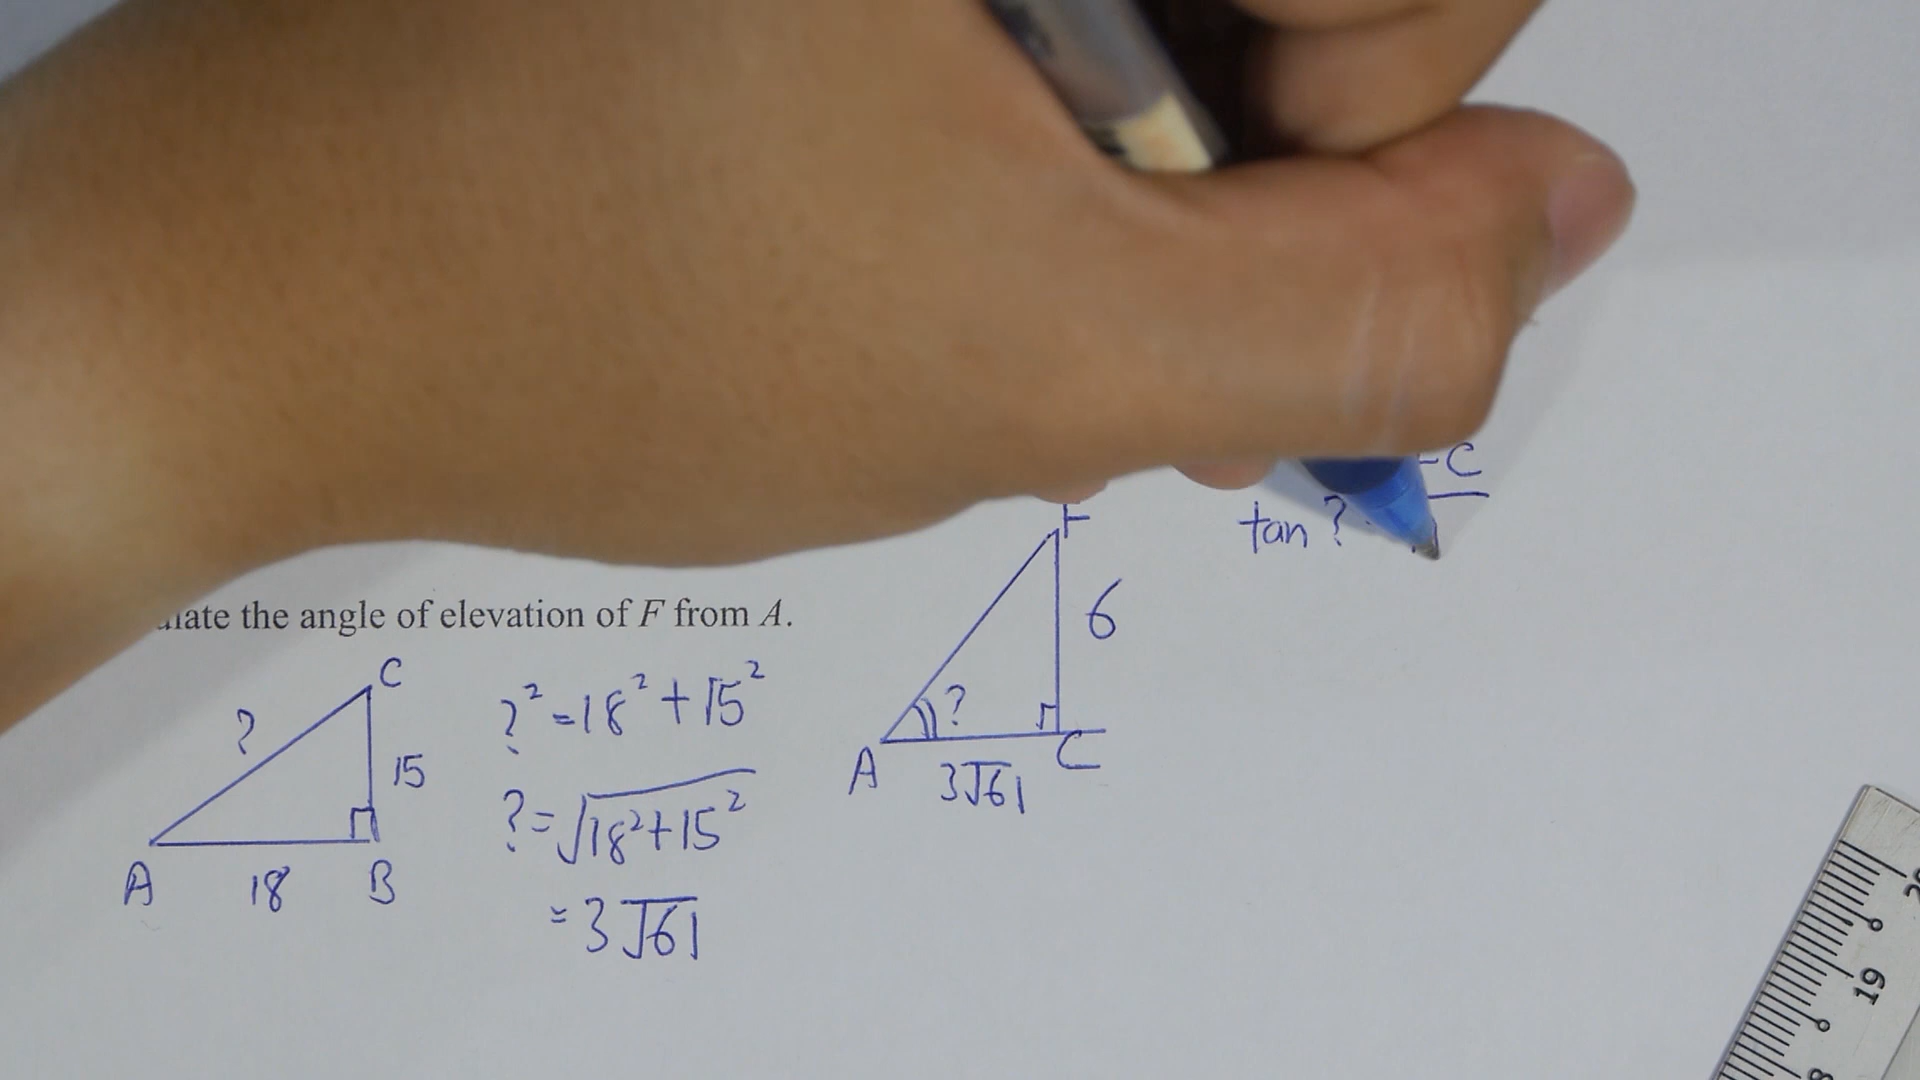 C
tan ?
F
6
?
A
C
3√61
the angle of elevation of F from A.
C
?
15
A
18
B
?² = 18² + 15²
? = √18² + 15²
= 3√61
19